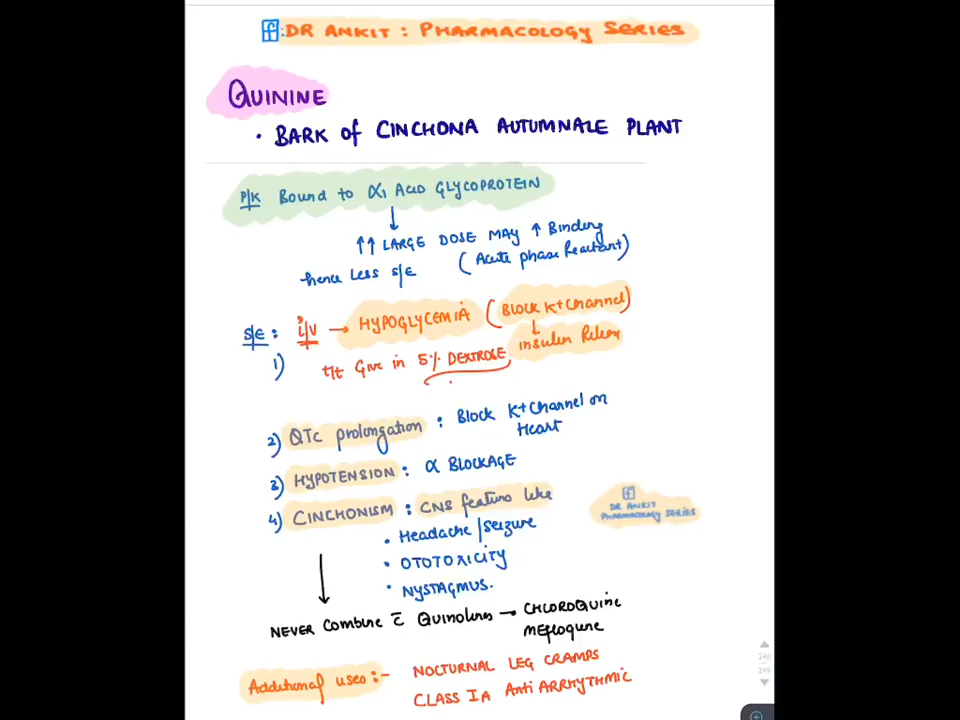 f : DR ANKIT : PHARMACOLOGY SERIES
QUININE
• BARK of CINCHONA AUTUMNALE PLANT
P/K Bound to α1 Acid GLYCOPROTEIN
↑↑ LARGE DOSE MAY ↑ Binding
hence Less S/E (Acute phase Reactant)
S/E : I/V → HYPOGLYCEMIA (Block K+ Channel)
↓
1) t/t Give in 5% DEXTROSE insulin Release
2) QTc prolongation : Block K+ Channel on
Heart
3) HYPOTENSION : α BLOCKAGE
4) CINCHONISM : CNS features like
• Headache/seizure
• OTOTOXICITY
• NYSTAGMUS.
f
DR ANKIT
PHARMACOLOGY SERIES
NEVER Combine c̄ Quinolines → CHLOROQUINE
MEFLOQUINE
Additional uses :- NOCTURNAL LEG CRAMPS
CLASS IA Anti ARRHYTHMIC